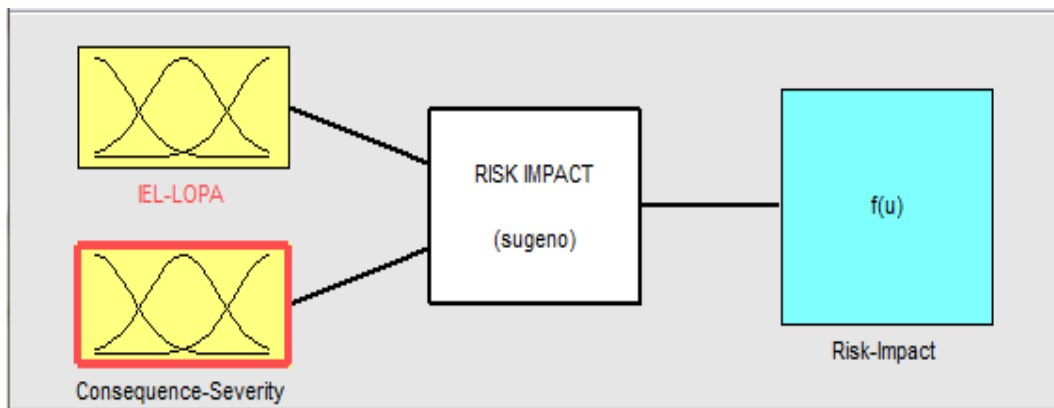 IEL-LOPA
Consequence-Severity
RISK IMPACT
(sugeno)
f(u)
Risk-Impact